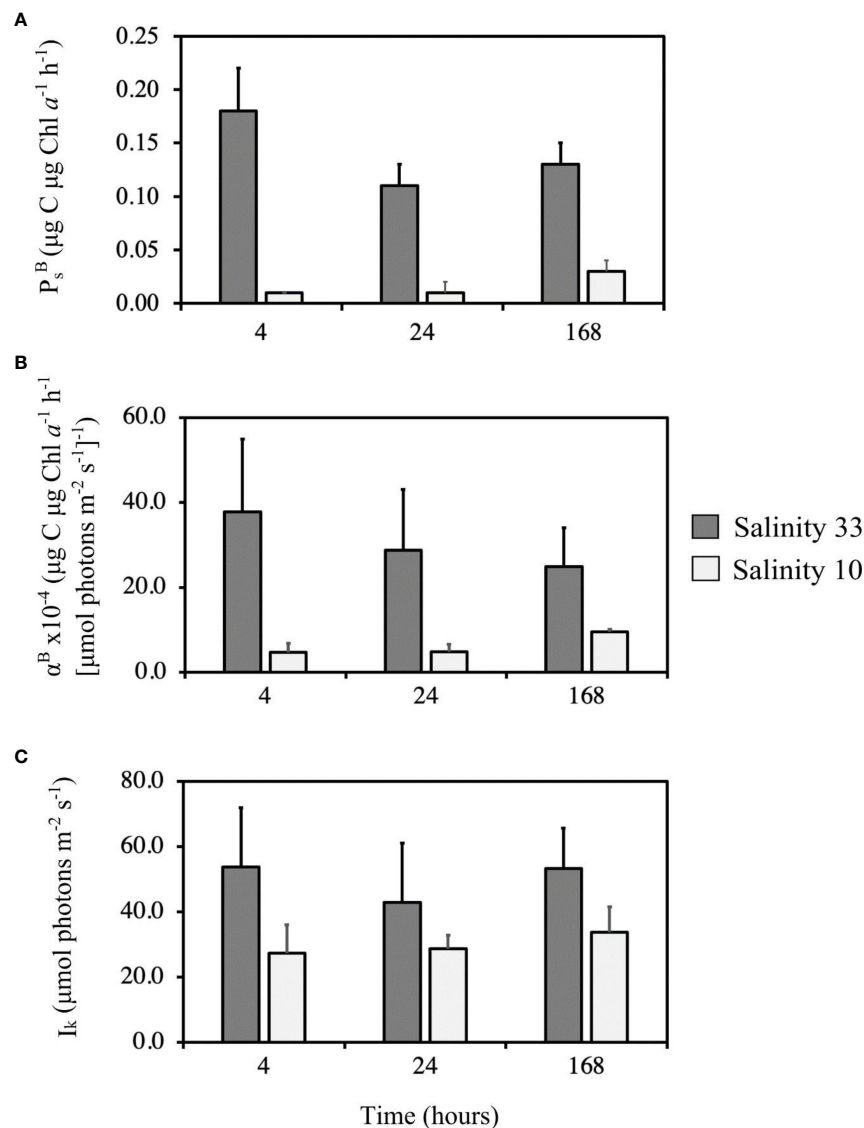 A
P_s^B (μg C μg Chl a^-1 h^-1)
0.25
0.20
0.15
0.10
0.05
0.00
4 24 168
B
α^B x10^-4 (μg C μg Chl a^-1 h^-1
[μmol photons m^-2 s^-1]^-1)
60.0
40.0
20.0
0.0
4 24 168
Salinity 33
Salinity 10
C
I_k (μmol photons m^-2 s^-1)
80.0
60.0
40.0
20.0
0.0
4 24 168
Time (hours)